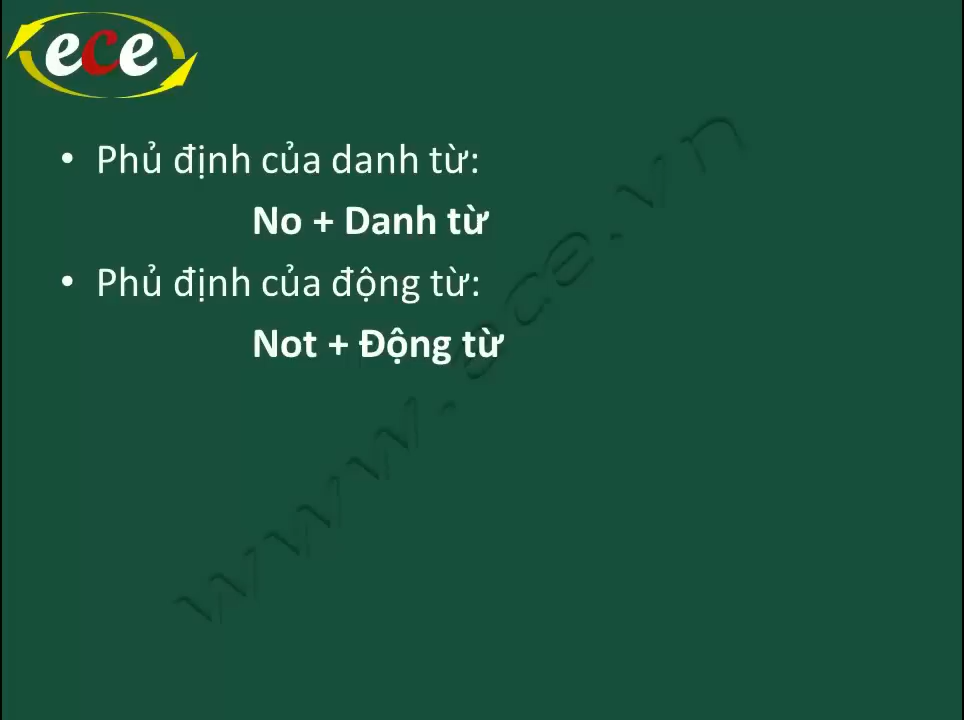 ece
• Phủ định của danh từ:
No + Danh từ
• Phủ định của động từ:
Not + Động từ
www.ece.vn